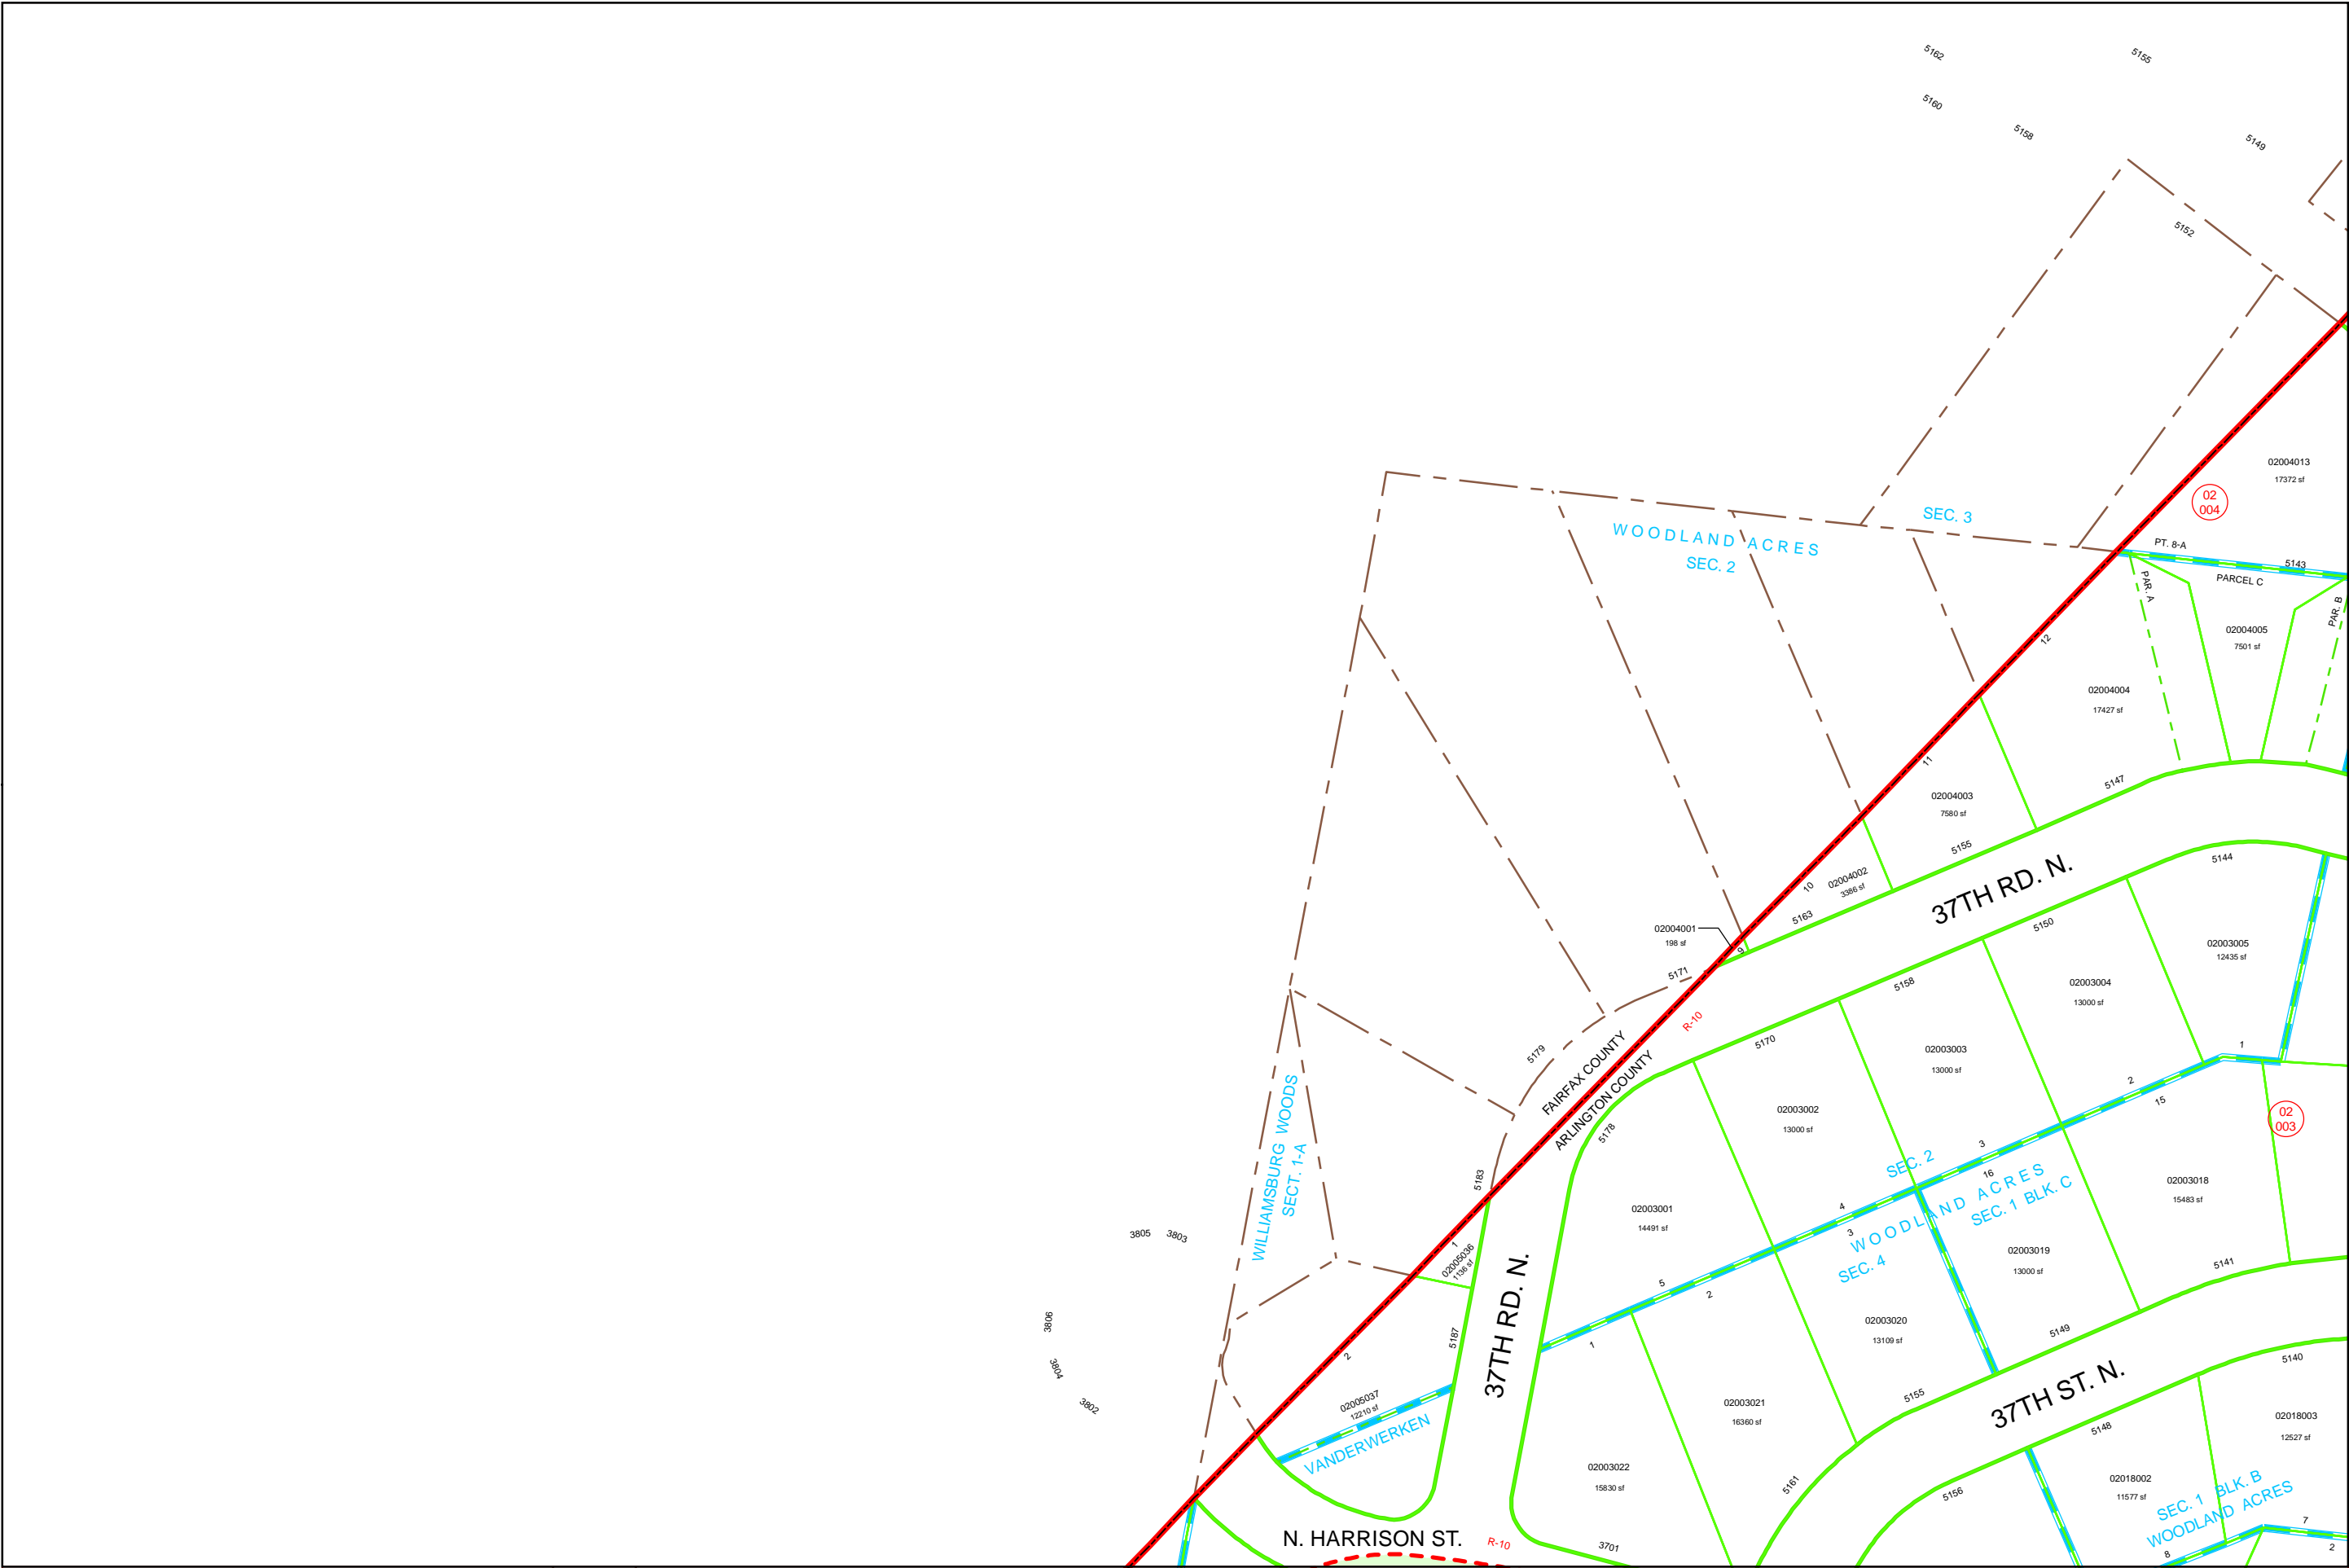 5162
5155
5160
5158
5149
5152
02004013
17372 sf
02
004
SEC. 3
WOODLAND ACRES
SEC. 2
PT. 8-A
5143
PARCEL C
PAR. A
PAR. B
02004005
7501 sf
12
02004004
17427 sf
11
5147
02004003
7580 sf
5155
10
02004002
3386 sf
5163
37TH RD. N.
5144
02004001
198 sf
9
5171
5150
02003005
12435 sf
5158
02003004
13000 sf
R-10
5170
5179
FAIRFAX COUNTY
ARLINGTON COUNTY
02003003
13000 sf
1
2
15
02003002
13000 sf
02
003
5178
3
16
SEC. 2
WOODLAND ACRES
SEC. 1 BLK. C
SEC. 4
02003018
15483 sf
WILLIAMSBURG WOODS
SECT. 1-A
5183
02003001
14491 sf
4
3
3805
3803
1
02005036
1136 sf
02003019
13000 sf
5141
5
2
37TH RD. N.
3806
5187
02003020
13109 sf
5149
1
2
3804
5140
3802
02005037
12210 sf
5155
37TH ST. N.
02003021
16360 sf
VANDERWERKEN
5148
02018003
12527 sf
02003022
15830 sf
5161
5156
02018002
11577 sf
SEC. 1 BLK. B
WOODLAND ACRES
N. HARRISON ST.
R-10
3701
7
8
2